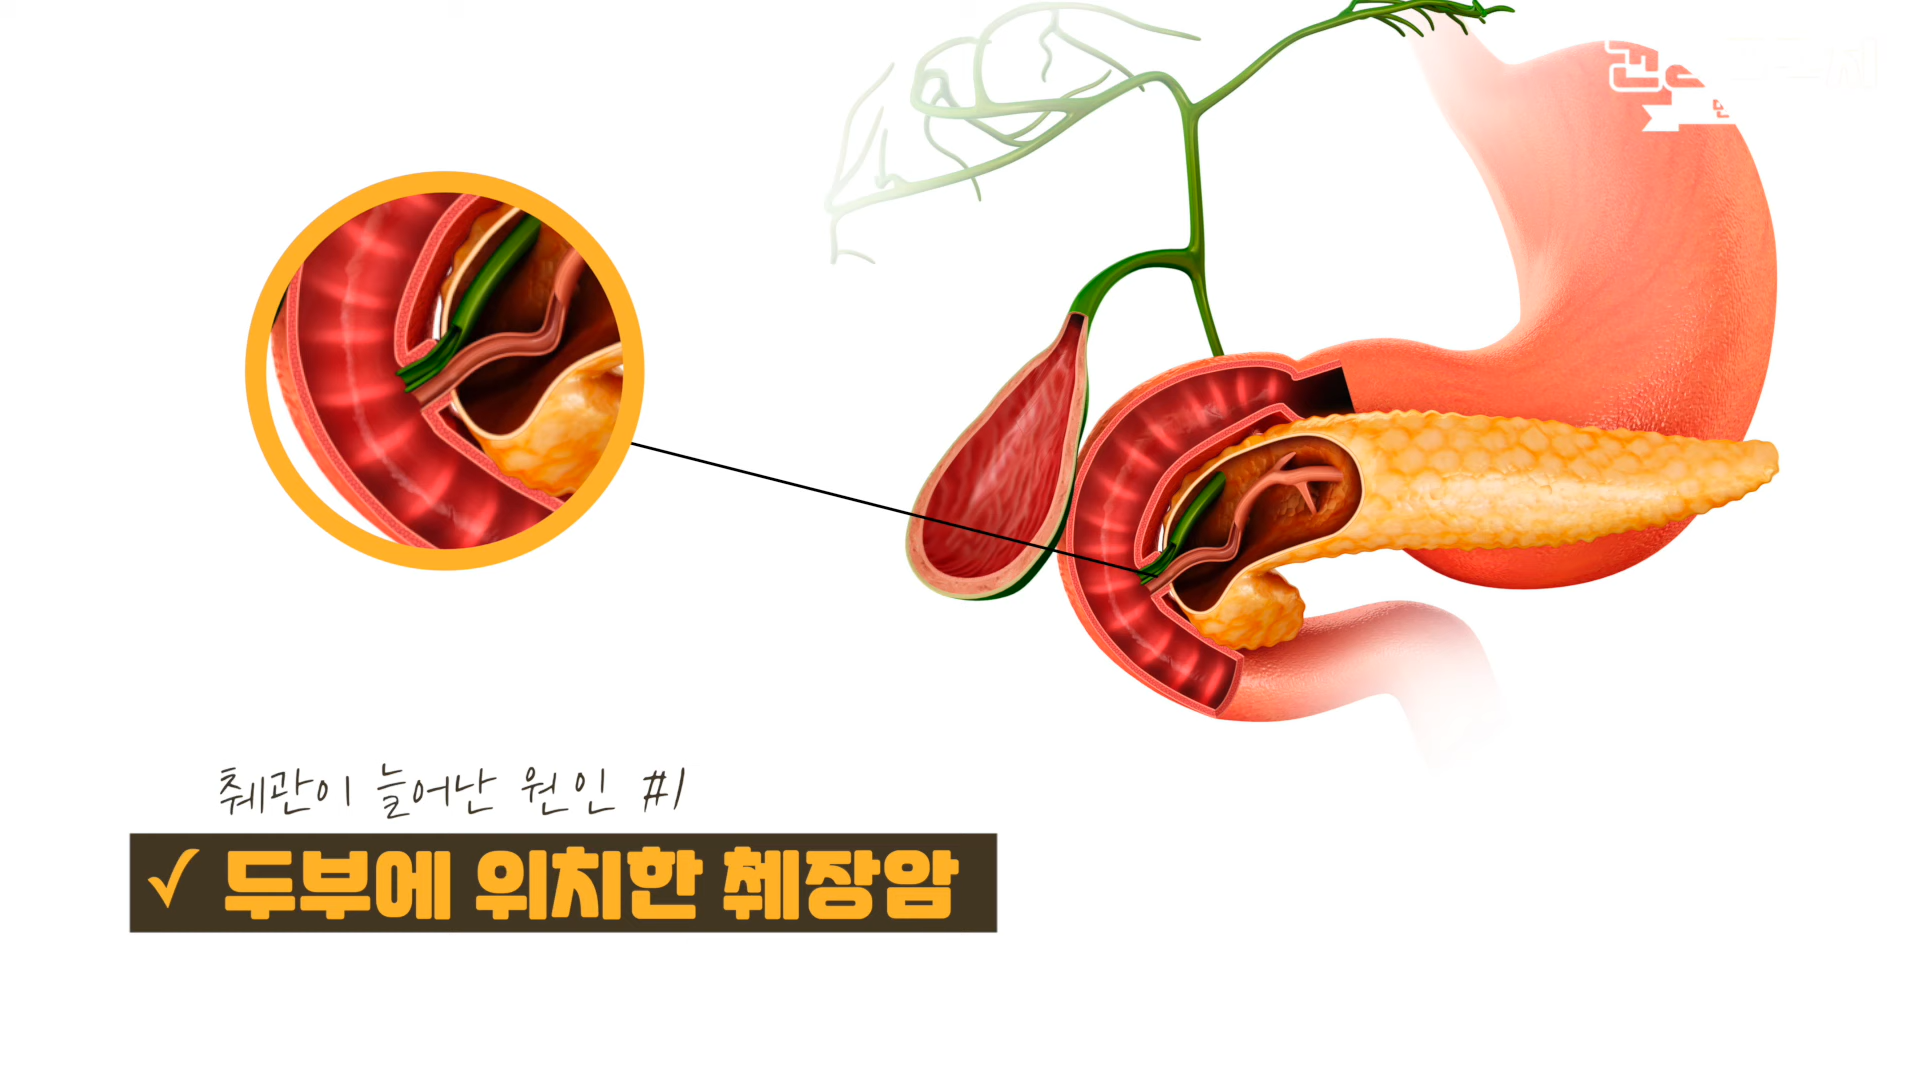 췌관이 늘어난 원인 #1
✓ 두부에 위치한 췌장암